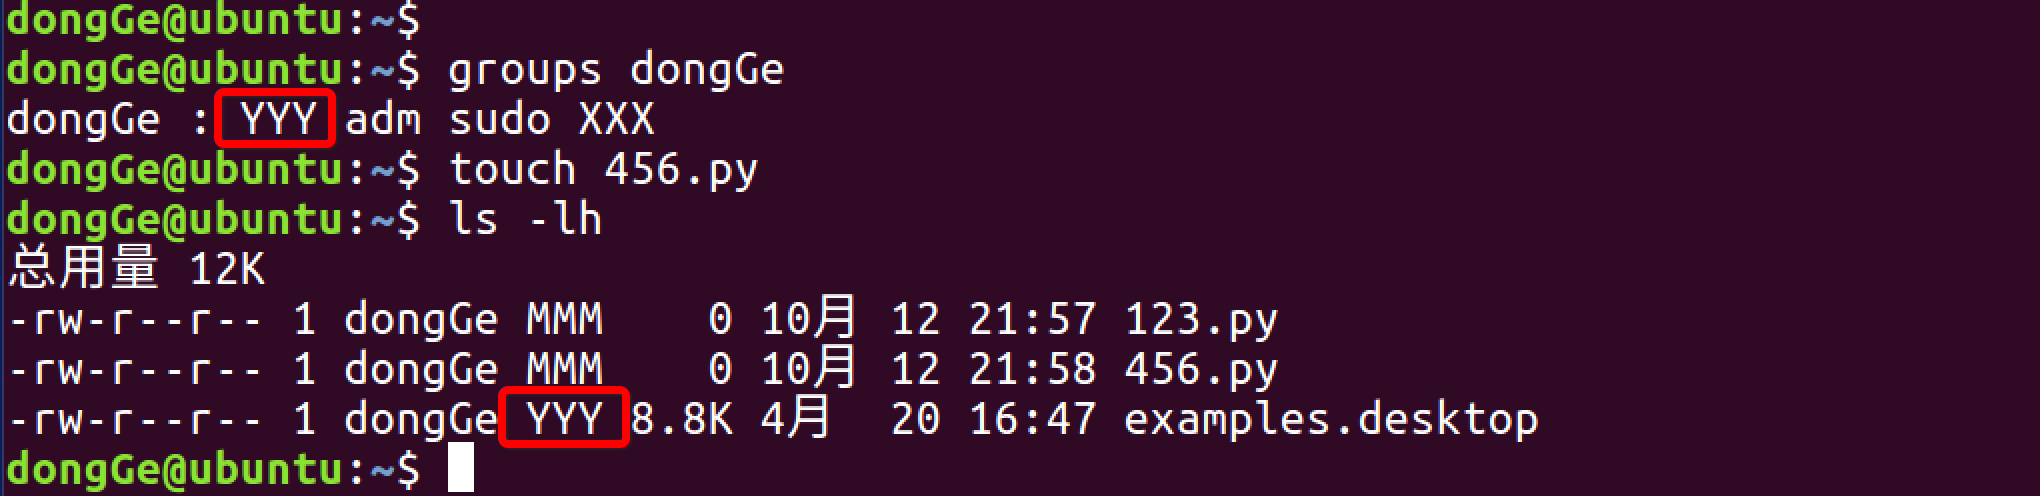 dongGe@ubuntu:~$
dongGe@ubuntu:~$ groups dongGe
dongGe : YYY adm sudo XXX
dongGe@ubuntu:~$ touch 456.py
dongGe@ubuntu:~$ ls -lh
总用量 12K
-rw-r--r-- 1 dongGe MMM    0 10月 12 21:57 123.py
-rw-r--r-- 1 dongGe MMM    0 10月 12 21:58 456.py
-rw-r--r-- 1 dongGe YYY 8.8K 4月  20 16:47 examples.desktop
dongGe@ubuntu:~$